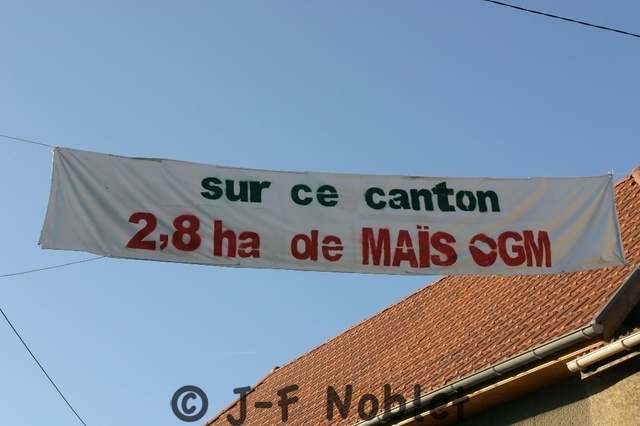 sur ce canton
2,8 ha de MAÏS OGM
© J-F Nobler